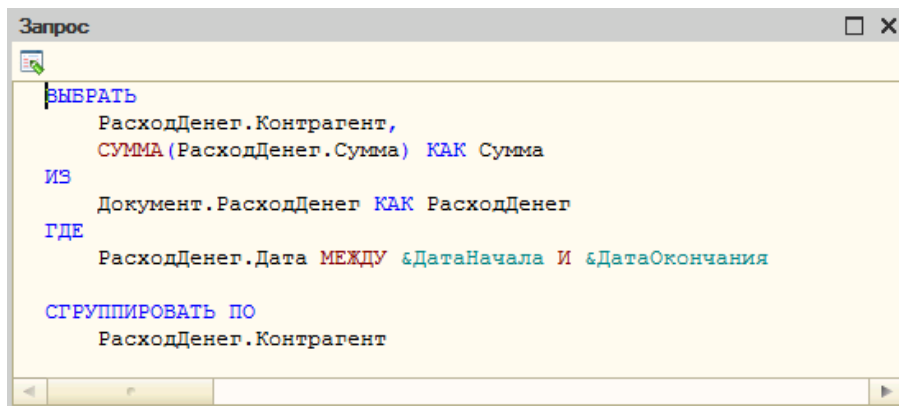 Запрос
ВЫБРАТЬ
РасходДенег.Контрагент,
СУММА(РасходДенег.Сумма) КАК Сумма
ИЗ
Документ.РасходДенег КАК РасходДенег
ГДЕ
РасходДенег.Дата МЕЖДУ &ДатаНачала И &ДатаОкончания
СГРУППИРОВАТЬ ПО
РасходДенег.Контрагент